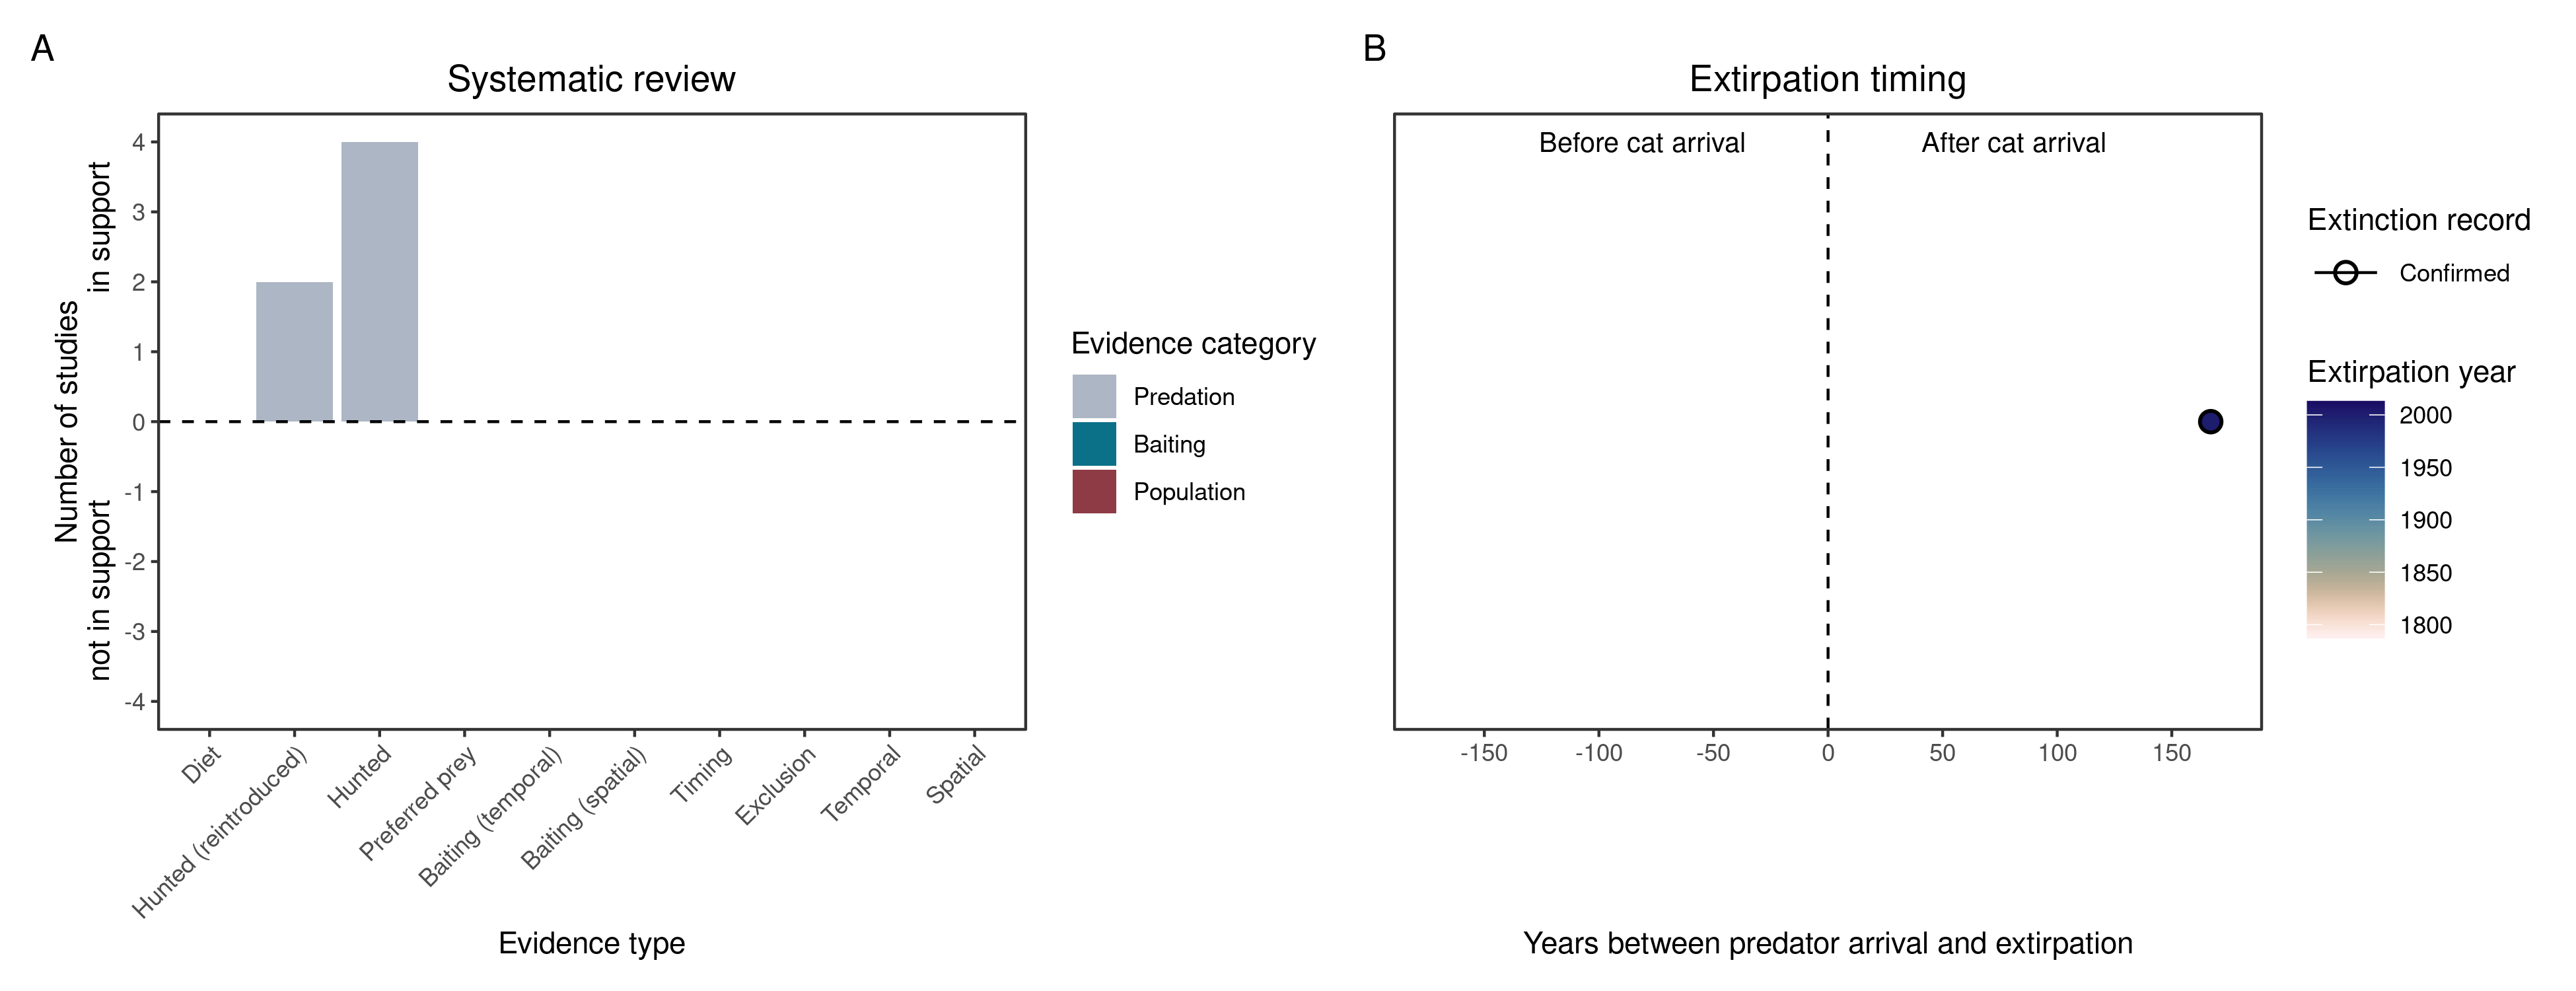 A
Systematic review
Number of studies
in support
not in support
4
3
2
1
0
-1
-2
-3
-4
Diet
Hunted (reintroduced)
Hunted
Preferred prey
Baiting (temporal)
Baiting (spatial)
Timing
Exclusion
Temporal
Spatial
Evidence type
Evidence category
Predation
Baiting
Population
B
Extirpation timing
Before cat arrival
After cat arrival
-150
-100
-50
0
50
100
150
Years between predator arrival and extirpation
Extinction record
Confirmed
Extirpation year
2000
1950
1900
1850
1800